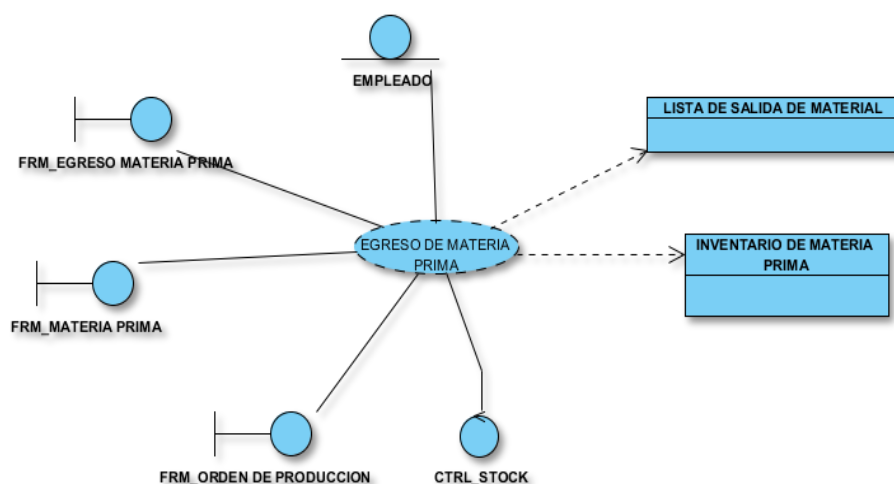 EMPLEADO
LISTA DE SALIDA DE MATERIAL
FRM_EGRESO MATERIA PRIMA
EGRESO DE MATERIA
PRIMA
INVENTARIO DE MATERIA
PRIMA
FRM_MATERIA PRIMA
FRM_ORDEN DE PRODUCCION
CTRL_STOCK